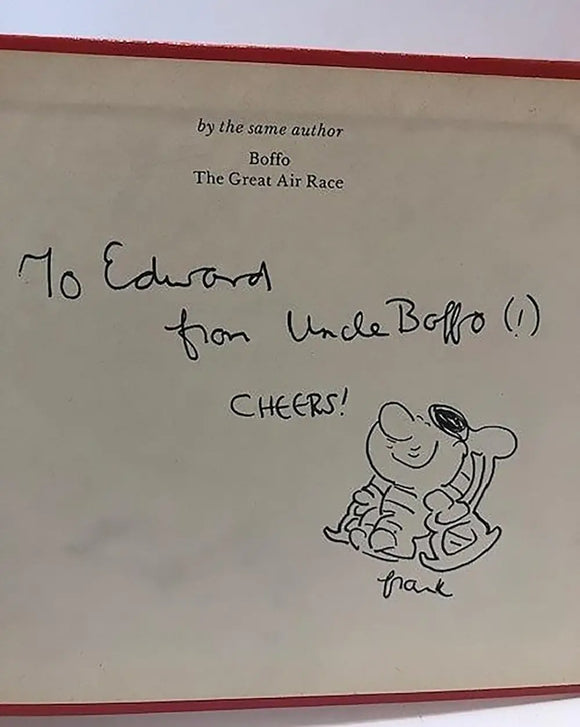 by the same author
Boffo
The Great Air Race
To Edward
from Uncle Boffo (!)
CHEERS!
frank